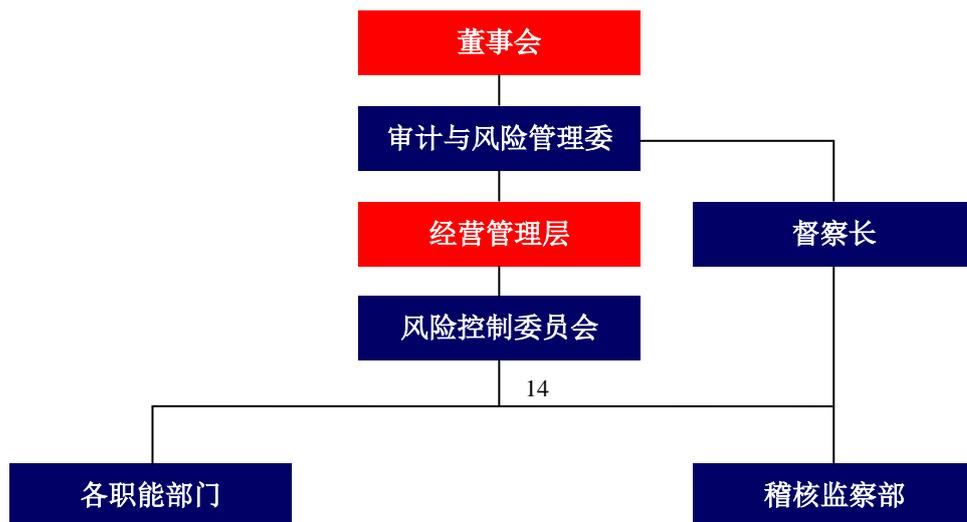 董事会
审计与风险管理委
经营管理层
督察长
风险控制委员会
14
各职能部门
稽核监察部